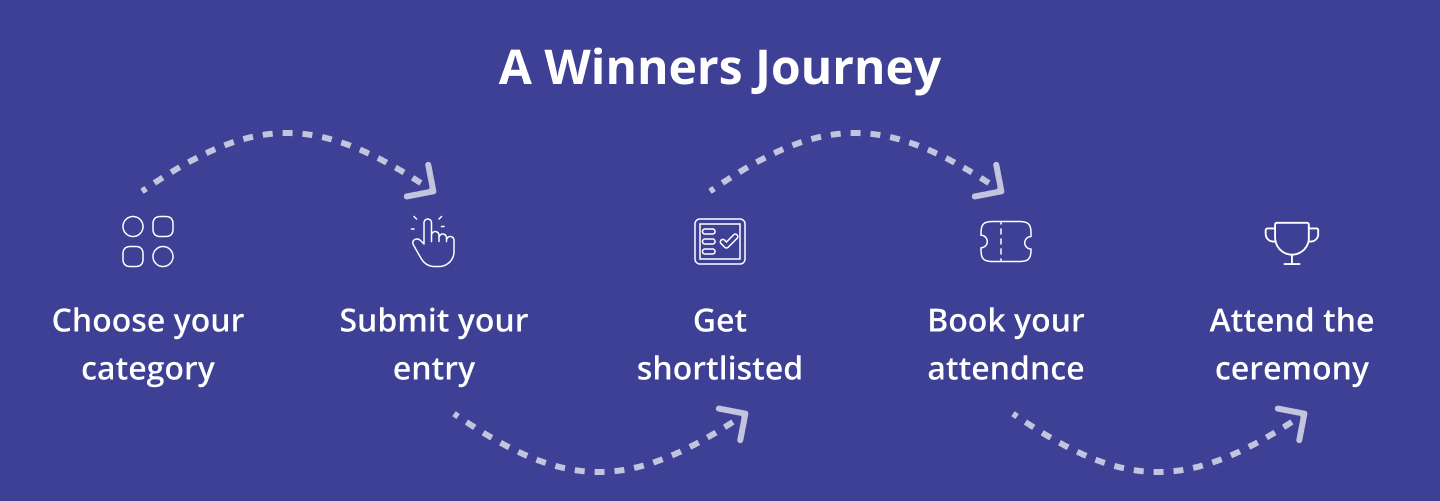 A Winners Journey
Choose your
category
Submit your
entry
Get
shortlisted
Book your
attendnce
Attend the
ceremony